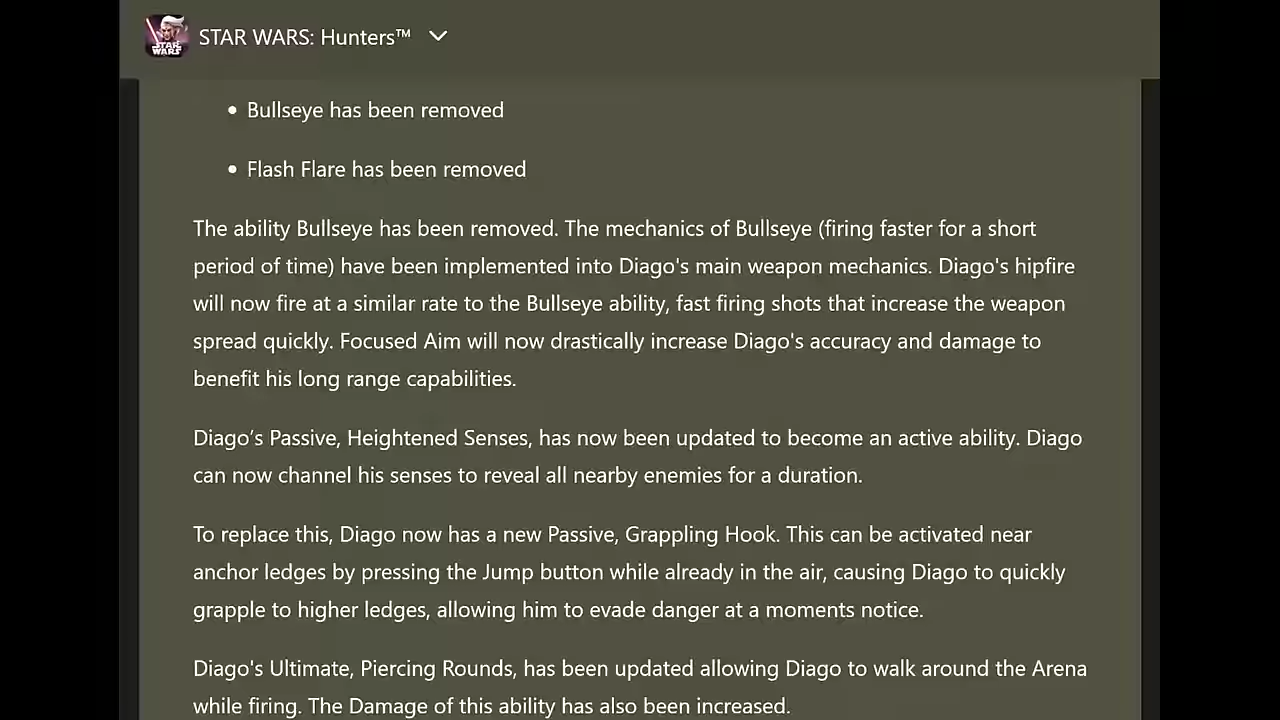 STAR WARS
STAR WARS: Hunters™
• Bullseye has been removed
• Flash Flare has been removed
The ability Bullseye has been removed. The mechanics of Bullseye (firing faster for a short
period of time) have been implemented into Diago's main weapon mechanics. Diago's hipfire
will now fire at a similar rate to the Bullseye ability, fast firing shots that increase the weapon
spread quickly. Focused Aim will now drastically increase Diago's accuracy and damage to
benefit his long range capabilities.
Diago’s Passive, Heightened Senses, has now been updated to become an active ability. Diago
can now channel his senses to reveal all nearby enemies for a duration.
To replace this, Diago now has a new Passive, Grappling Hook. This can be activated near
anchor ledges by pressing the Jump button while already in the air, causing Diago to quickly
grapple to higher ledges, allowing him to evade danger at a moments notice.
Diago's Ultimate, Piercing Rounds, has been updated allowing Diago to walk around the Arena
while firing. The Damage of this ability has also been increased.